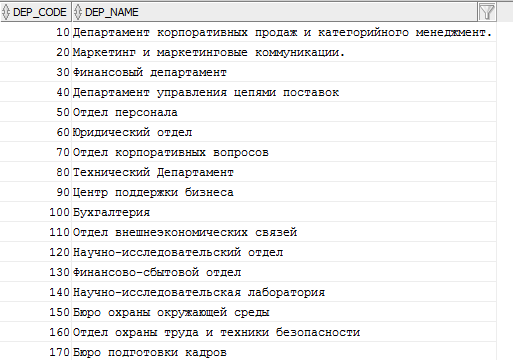 DEP_CODE DEP_NAME
10 Департамент корпоративных продаж и категорийного менеджмент.
20 Маркетинг и маркетинговые коммуникации.
30 Финансовый департамент
40 Департамент управления цепями поставок
50 Отдел персонала
60 Юридический отдел
70 Отдел корпоративных вопросов
80 Технический Департамент
90 Центр поддержки бизнеса
100 Бухгалтерия
110 Отдел внешнеэкономических связей
120 Научно-исследовательский отдел
130 Финансово-сбытовой отдел
140 Научно-исследовательская лаборатория
150 Бюро охраны окружающей среды
160 Отдел охраны труда и техники безопасности
170 Бюро подготовки кадров